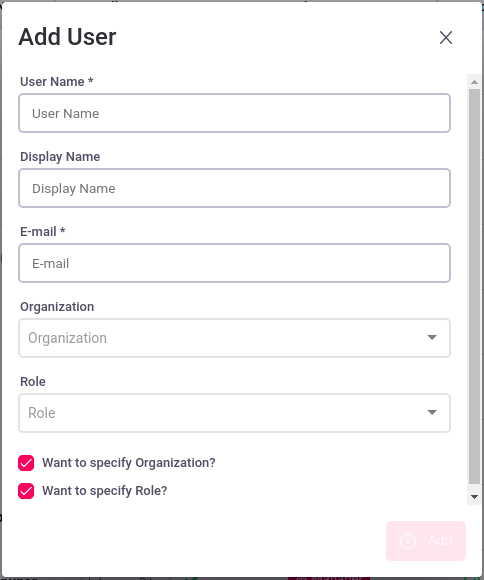 Add User
User Name *
User Name
Display Name
Display Name
E-mail *
E-mail
Organization
Organization
Role
Role
Want to specify Organization?
Want to specify Role?
Add